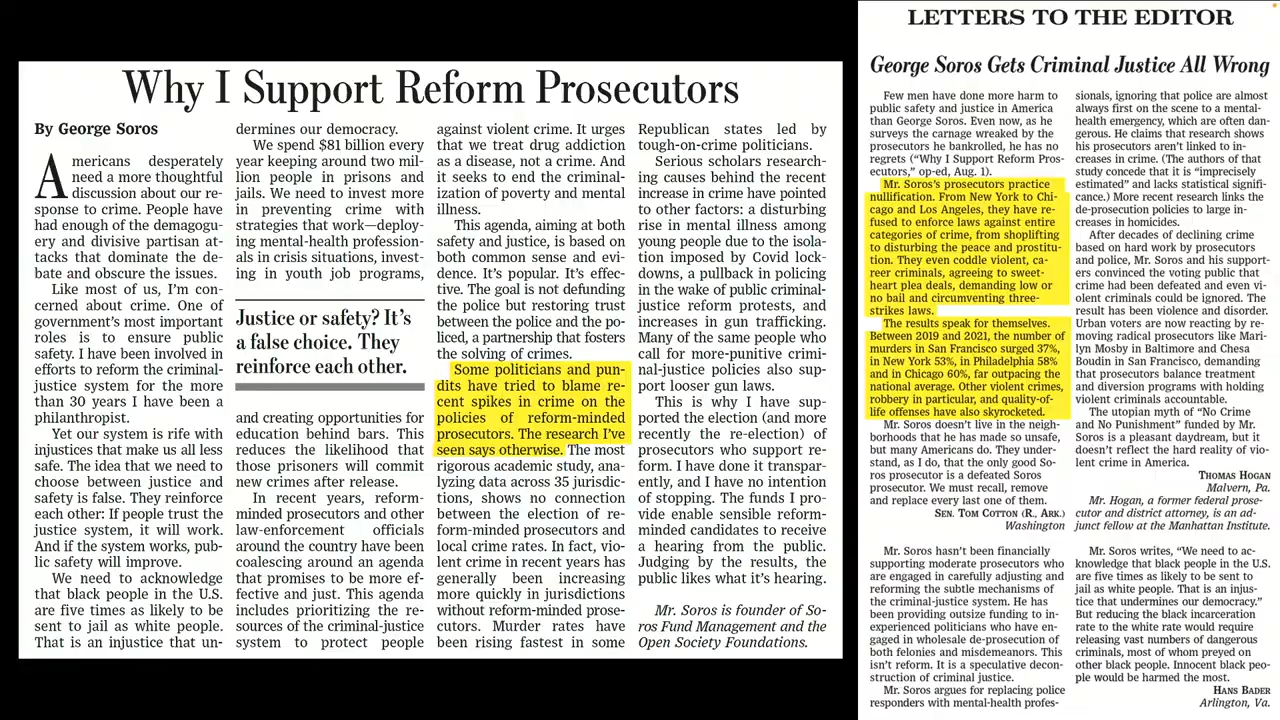 Why I Support Reform Prosecutors
By George Soros
Americans desperately
need a more thoughtful
discussion about our re-
sponse to crime. People have
had enough of the demagogu-
ery and divisive partisan at-
tacks that dominate the de-
bate and obscure the issues.
Like most of us, I'm con-
cerned about crime. One of
government's most important
roles is to ensure public
safety. I have been involved in
efforts to reform the criminal-
justice system for the more
than 30 years I have been a
philanthropist.
Yet our system is rife with
injustices that make us all less
safe. The idea that we need to
choose between justice and
safety is false. They reinforce
each other: If people trust the
justice system, it will work.
And if the system works, pub-
lic safety will improve.
We need to acknowledge
that black people in the U.S.
are five times as likely to be
sent to jail as white people.
That is an injustice that un-
dermines our democracy.
We spend $81 billion every
year keeping around two mil-
lion people in prisons and
jails. We need to invest more
in preventing crime with
strategies that work—deploy-
ing mental-health profession-
als in crisis situations, invest-
ing in youth job programs,
Justice or safety? It's
a false choice. They
reinforce each other.
and creating opportunities for
education behind bars. This
reduces the likelihood that
those prisoners will commit
new crimes after release.
In recent years, reform-
minded prosecutors and other
law-enforcement officials
around the country have been
coalescing around an agenda
that promises to be more ef-
fective and just. This agenda
includes prioritizing the re-
sources of the criminal-justice
system to protect people
against violent crime. It urges
that we treat drug addiction
as a disease, not a crime. And
it seeks to end the criminal-
ization of poverty and mental
illness.
This agenda, aiming at both
safety and justice, is based on
both common sense and evi-
dence. It's popular. It's effec-
tive. The goal is not defunding
the police but restoring trust
between the police and the po-
liced, a partnership that fosters
the solving of crimes.
Some politicians and pun-
dits have tried to blame re-
cent spikes in crime on the
policies of reform-minded
prosecutors. The research I've
seen says otherwise. The most
rigorous academic study, ana-
lyzing data across 35 jurisdic-
tions, shows no connection
between the election of re-
form-minded prosecutors and
local crime rates. In fact, vio-
lent crime in recent years has
generally been increasing
more quickly in jurisdictions
without reform-minded prose-
cutors. Murder rates have
been rising fastest in some
Republican states led by
tough-on-crime politicians.
Serious scholars research-
ing causes behind the recent
increase in crime have pointed
to other factors: a disturbing
rise in mental illness among
young people due to the isola-
tion imposed by Covid lock-
downs, a pullback in policing
in the wake of public criminal-
justice reform protests, and
increases in gun trafficking.
Many of the same people who
call for more-punitive crimi-
nal-justice policies also sup-
port looser gun laws.
This is why I have sup-
ported the election (and more
recently the re-election) of
prosecutors who support re-
form. I have done it transpar-
ently, and I have no intention
of stopping. The funds I pro-
vide enable sensible reform-
minded candidates to receive
a hearing from the public.
Judging by the results, the
public likes what it's hearing.
Mr. Soros is founder of So-
ros Fund Management and the
Open Society Foundations.
LETTERS TO THE EDITOR
George Soros Gets Criminal Justice All Wrong
Few men have done more harm to
public safety and justice in America
than George Soros. Even now, as he
surveys the carnage wreaked by the
prosecutors he bankrolled, he has no
regrets ("Why I Support Reform Pros-
ecutors," op-ed, Aug. 1).
Mr. Soros's prosecutors practice
nullification. From New York to Chi-
cago and Los Angeles, they have re-
fused to enforce laws against entire
categories of crime, from shoplifting
to disturbing the peace and prostitu-
tion. They even coddle violent, ca-
reer criminals, agreeing to sweet-
heart plea deals, demanding low or
no bail and circumventing three-
strikes laws.
The results speak for themselves.
Between 2019 and 2021, the number of
murders in San Francisco surged 37%,
in New York 53%, in Philadelphia 58%
and in Chicago 60%, far outpacing the
national average. Other violent crimes,
robbery in particular, and quality-of-
life offenses have also skyrocketed.
Mr. Soros doesn't live in the neigh-
borhoods that he has made so unsafe,
but many Americans do. They under-
stand, as I do, that the only good So-
ros prosecutor is a defeated Soros
prosecutor. We must recall, remove
and replace every last one of them.
SEN. TOM COTTON (R., ARK.)
Washington
Mr. Soros hasn't been financially
supporting moderate prosecutors who
are engaged in carefully adjusting and
reforming the subtle mechanisms of
the criminal-justice system. He has
been providing outsize funding to in-
experienced politicians who have en-
gaged in wholesale de-prosecution of
both felonies and misdemeanors. This
isn't reform. It is a speculative decon-
struction of criminal justice.
Mr. Soros argues for replacing police
responders with mental-health profes-
sionals, ignoring that police are almost
always first on the scene to a mental-
health emergency, which are often dan-
gerous. He claims that research shows
his prosecutors aren't linked to in-
creases in crime. (The authors of that
study concede that it is "imprecisely
estimated" and lacks statistical signifi-
cance.) More recent research links the
de-prosecution policies to large in-
creases in homicides.
After decades of declining crime
based on hard work by prosecutors
and police, Mr. Soros and his support-
ers convinced the voting public that
crime had been defeated and even vi-
olent criminals could be ignored. The
result has been violence and disorder.
Urban voters are now reacting by re-
moving radical prosecutors like Mari-
lyn Mosby in Baltimore and Chesa
Boudin in San Francisco, demanding
that prosecutors balance treatment
and diversion programs with holding
violent criminals accountable.
The utopian myth of "No Crime
and No Punishment" funded by Mr.
Soros is a pleasant daydream, but it
doesn't reflect the hard reality of vio-
lent crime in America.
THOMAS HOGAN
Malvern, Pa.
Mr. Hogan, a former federal prose-
cutor and district attorney, is an ad-
junct fellow at the Manhattan Institute.
Mr. Soros writes, "We need to ac-
knowledge that black people in the U.S.
are five times as likely to be sent to
jail as white people. That is an injus-
tice that undermines our democracy."
But reducing the black incarceration
rate to the white rate would require
releasing vast numbers of dangerous
criminals, most of whom preyed on
other black people. Innocent black peo-
ple would be harmed the most.
HANS BADER
Arlington, Va.